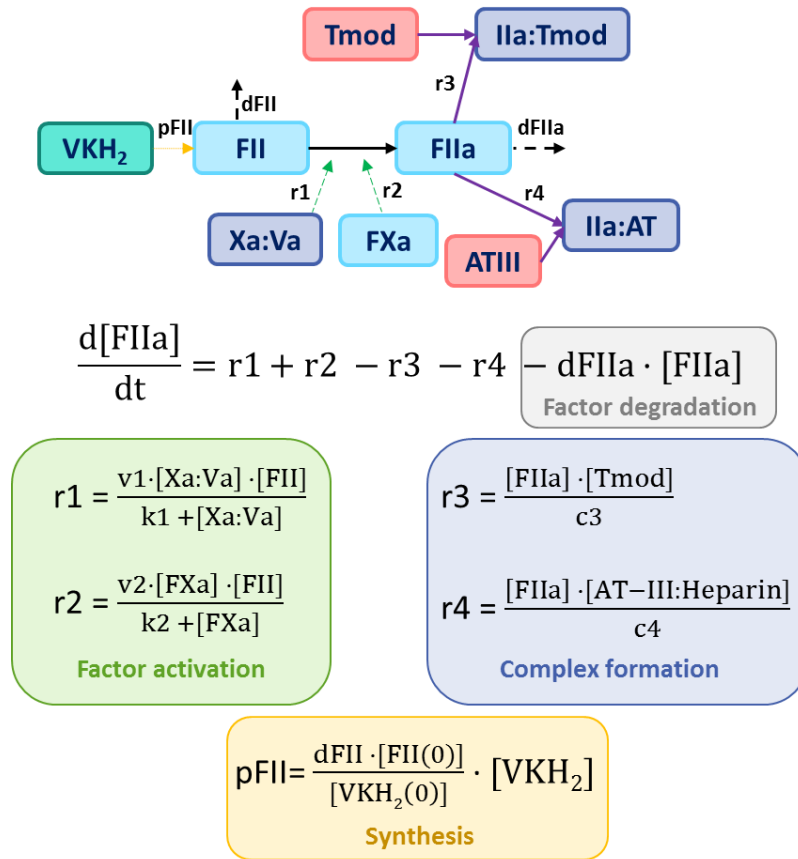 Tmod IIa:Tmod
r3
dFII dFIIa
pFII
VKH₂ FII FIIa
r1 r2 r4
Xa:Va FXa IIa:AT
ATIII
d[FIIa]/dt = r1 + r2 − r3 − r4 − dFIIa · [FIIa]
Factor degradation
r1 = v1·[Xa:Va] ·[FII]/k1 +[Xa:Va]
r2 = v2·[FXa] ·[FII]/k2 +[FXa]
Factor activation
r3 = [FIIa] ·[Tmod]/c3
r4 = [FIIa] ·[AT−III:Heparin]/c4
Complex formation
pFII= dFII ·[FII(0)]/[VKH₂(0)] · [VKH₂]
Synthesis